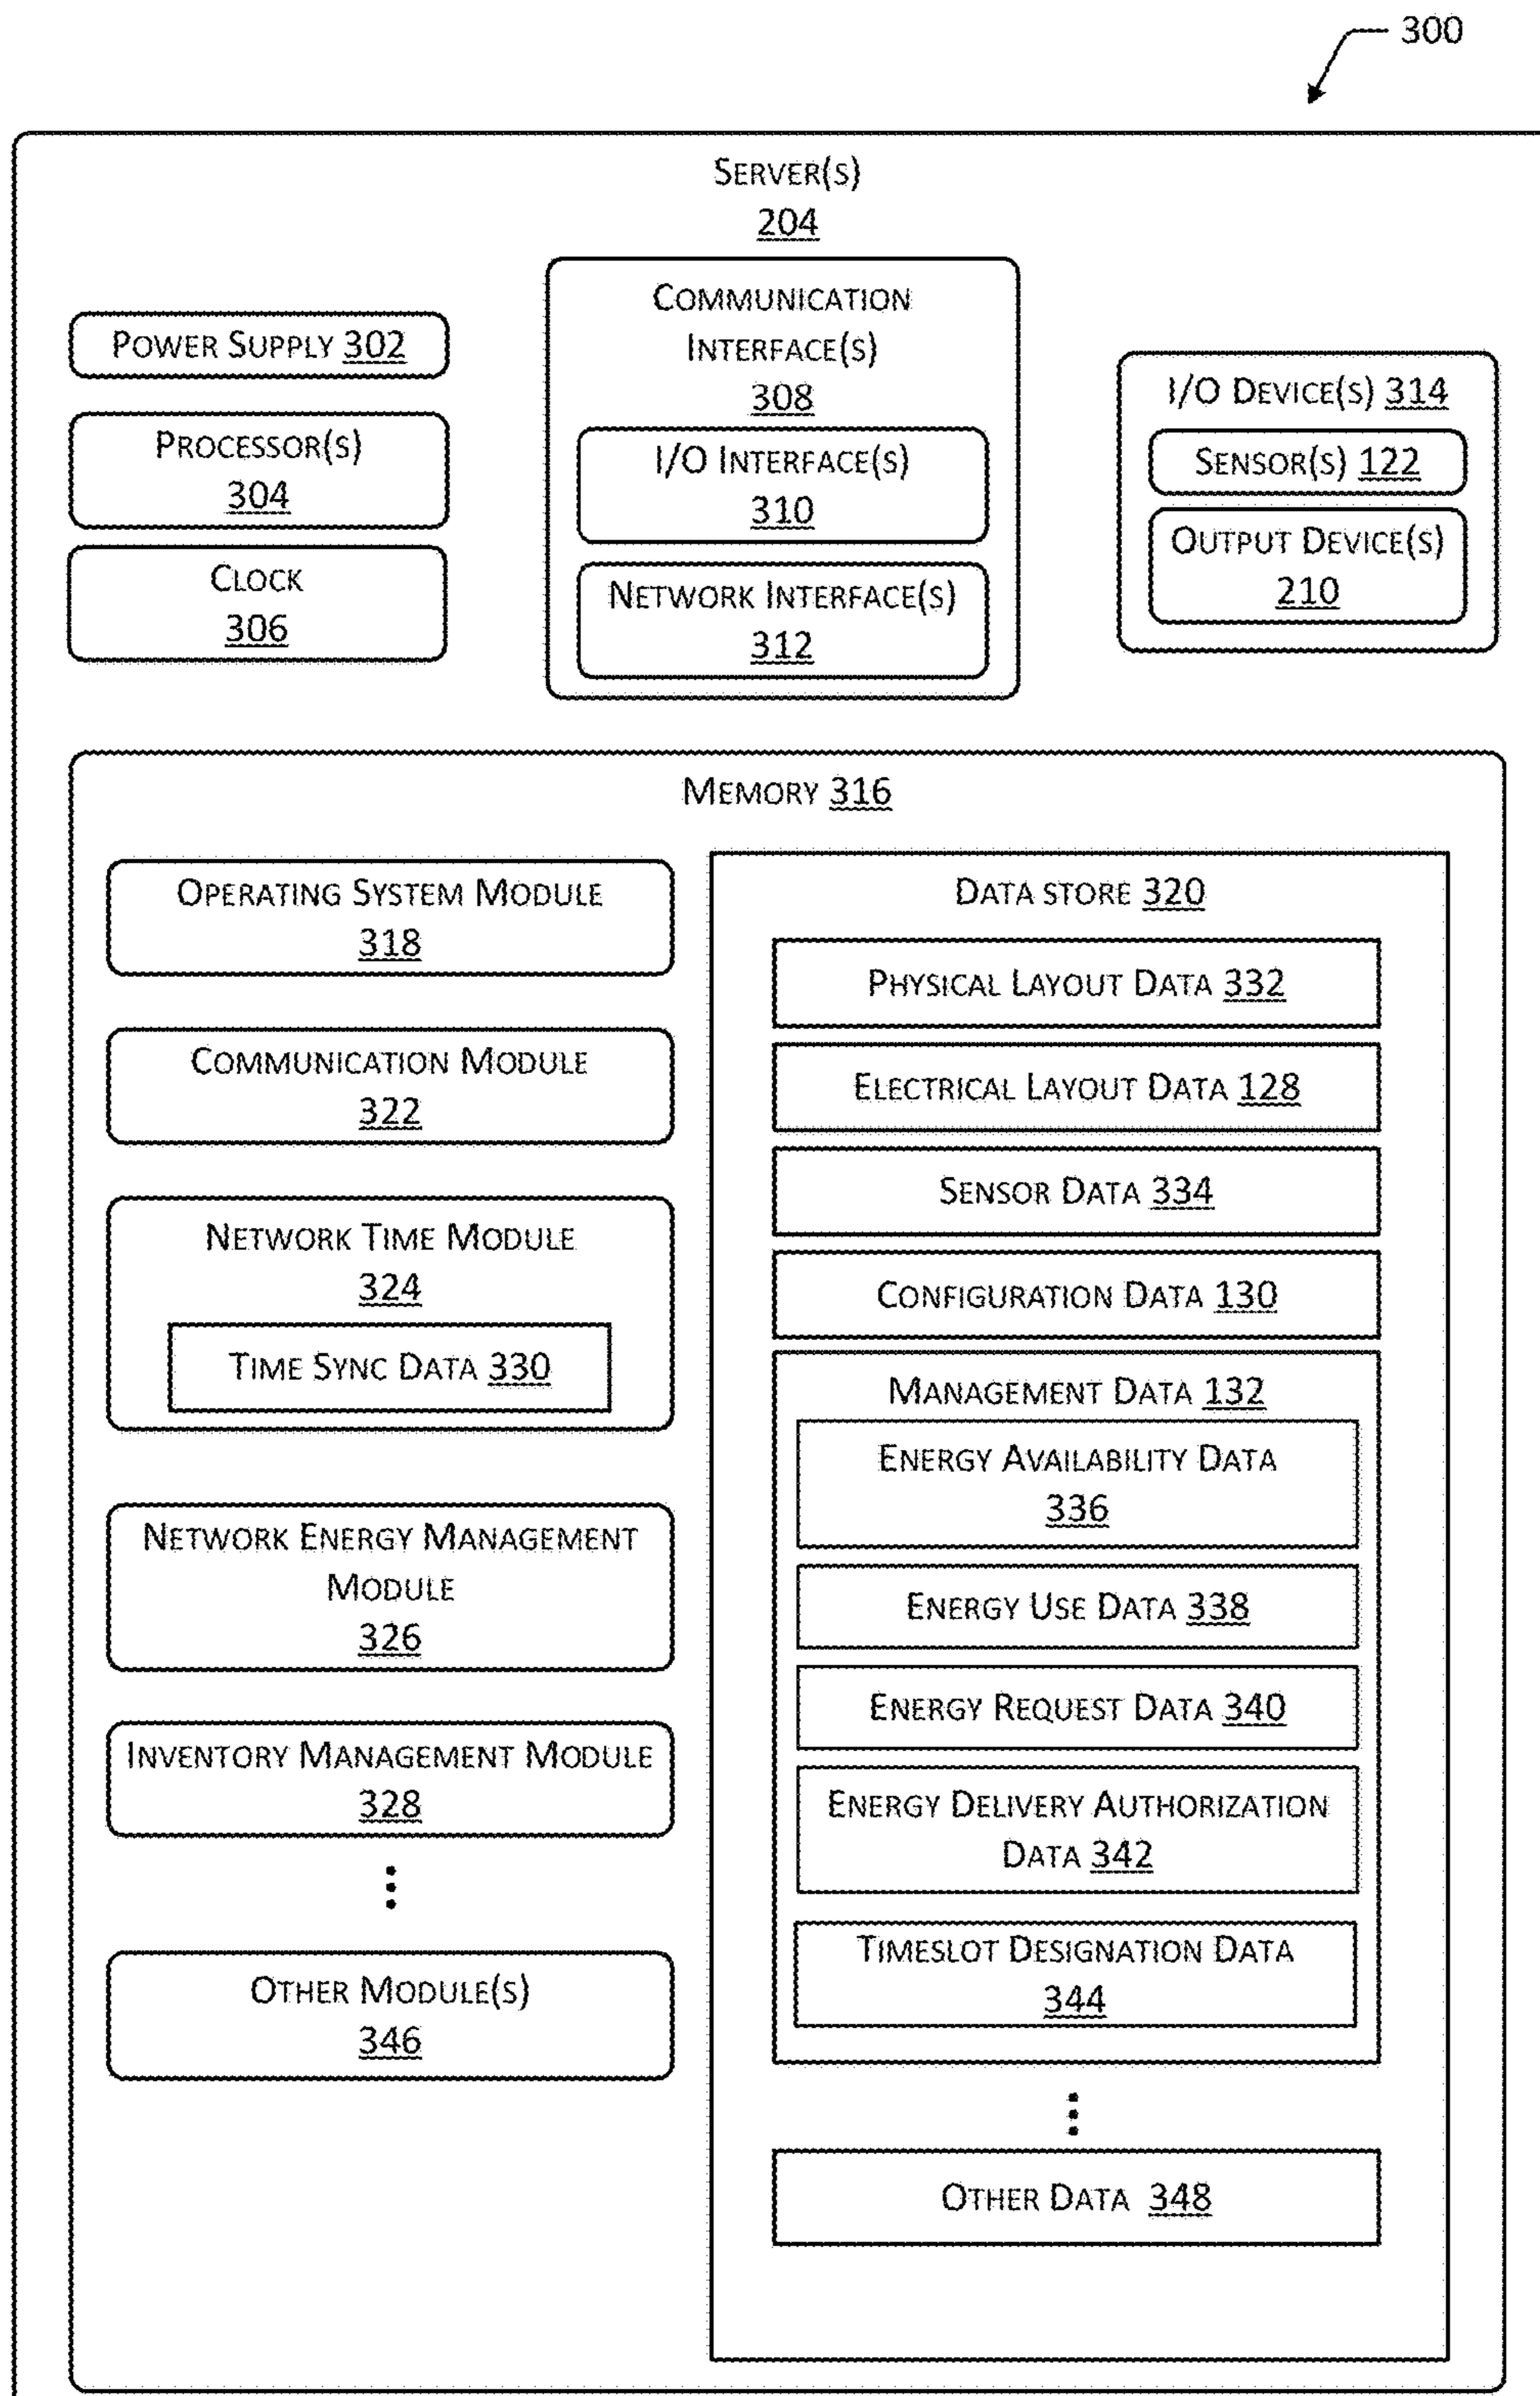 300
SERVER(S)
204
POWER SUPPLY 302
PROCESSOR(S)
304
CLOCK
306
COMMUNICATION
INTERFACE(S)
308
I/O INTERFACE(S)
310
NETWORK INTERFACE(S)
312
I/O DEVICE(S) 314
SENSOR(S) 122
OUTPUT DEVICE(S)
210
MEMORY 316
OPERATING SYSTEM MODULE
318
COMMUNICATION MODULE
322
NETWORK TIME MODULE
324
TIME SYNC DATA 330
NETWORK ENERGY MANAGEMENT
MODULE
326
INVENTORY MANAGEMENT MODULE
328
OTHER MODULE(S)
346
DATA STORE 320
PHYSICAL LAYOUT DATA 332
ELECTRICAL LAYOUT DATA 128
SENSOR DATA 334
CONFIGURATION DATA 130
MANAGEMENT DATA 132
ENERGY AVAILABILITY DATA
336
ENERGY USE DATA 338
ENERGY REQUEST DATA 340
ENERGY DELIVERY AUTHORIZATION
DATA 342
TIMESLOT DESIGNATION DATA
344
OTHER DATA 348